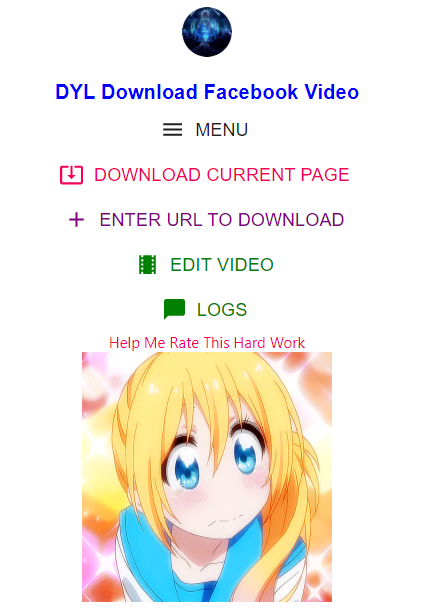 DYL Download Facebook Video
MENU
DOWNLOAD CURRENT PAGE
ENTER URL TO DOWNLOAD
EDIT VIDEO
LOGS
Help Me Rate This Hard Work